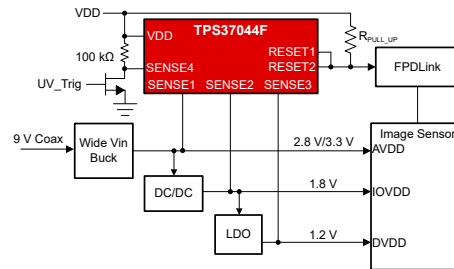 VDD
TPS37044F
VDD
RPULL_UP
100 kΩ
RESET1
RESET2
SENSE4
FPDLink
UV_Trig
SENSE1 SENSE2 SENSE3
Image Sensor
9 V Coax
Wide Vin
Buck
2.8 V/3.3 V
AVDD
DC/DC
1.8 V
IOVDD
LDO
1.2 V
DVDD